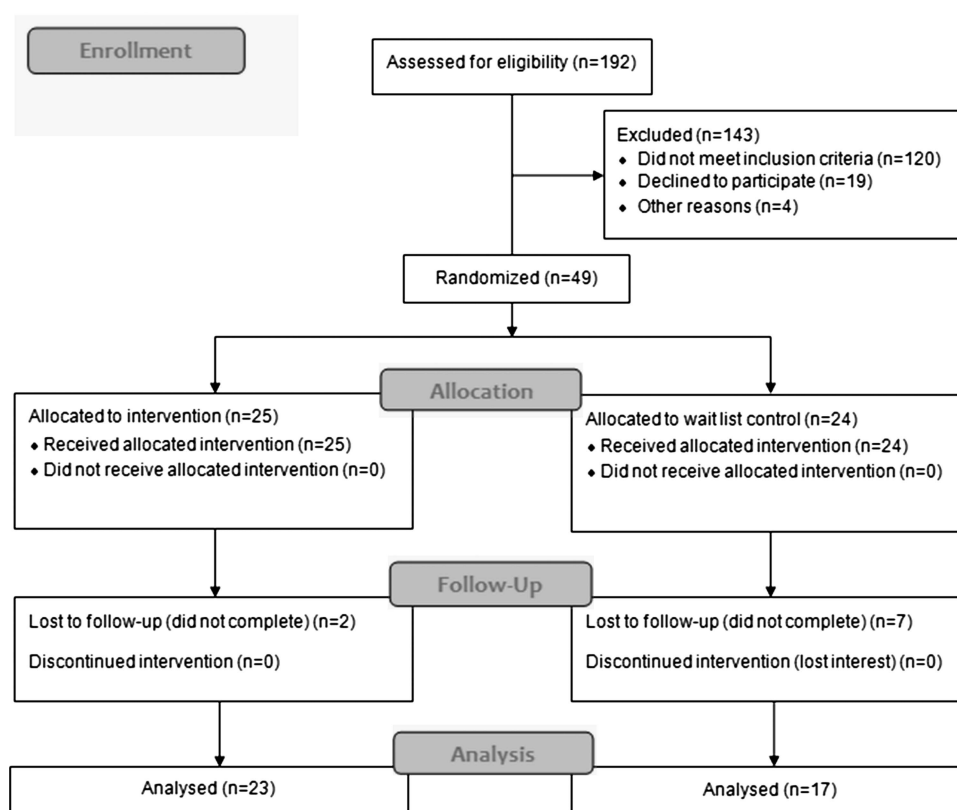 Enrollment
Assessed for eligibility (n=192)
Excluded (n=143)
⬥ Did not meet inclusion criteria (n=120)
⬥ Declined to participate (n=19)
⬥ Other reasons (n=4)
Randomized (n=49)
Allocation
Allocated to intervention (n=25)
⬥ Received allocated intervention (n=25)
⬥ Did not receive allocated intervention (n=0)
Allocated to wait list control (n=24)
⬥ Received allocated intervention (n=24)
⬥ Did not receive allocated intervention (n=0)
Follow-Up
Lost to follow-up (did not complete) (n=2)
Discontinued intervention (n=0)
Lost to follow-up (did not complete) (n=7)
Discontinued intervention (lost interest) (n=0)
Analysis
Analysed (n=23)
Analysed (n=17)